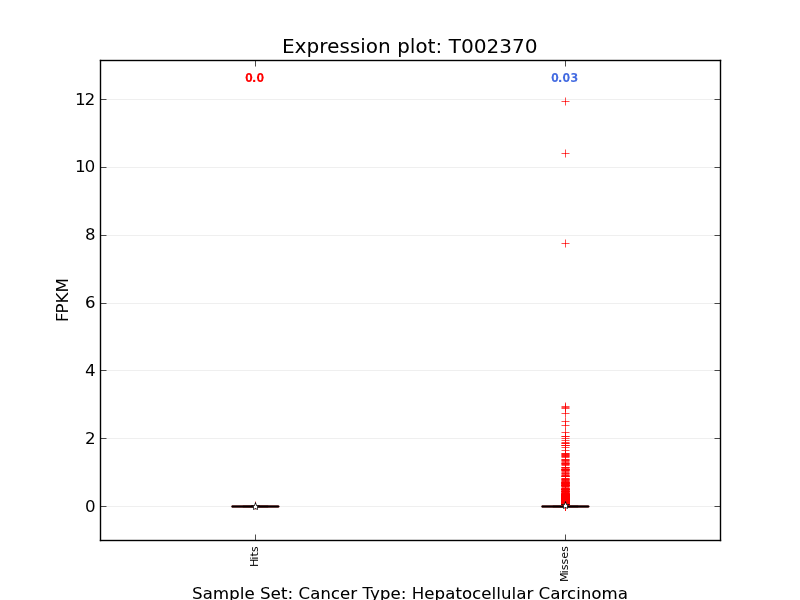 Expression plot: T002370
0.0
0.03
12
10
8
6
4
2
0
FPKM
Hits
Misses
Sample Set: Cancer Type: Hepatocellular Carcinoma